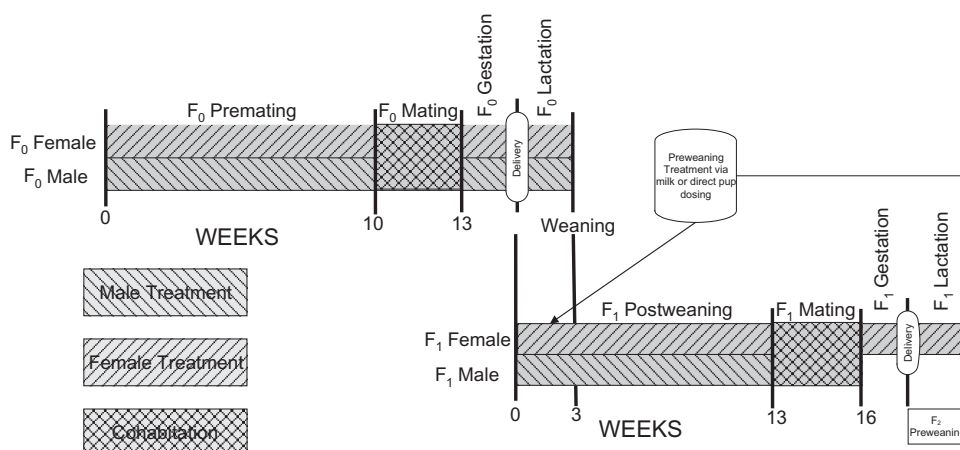 F₀ Gestation
F₀ Lactation
F₀ Premating
F₀ Mating
F₀ Female
F₀ Male
Delivery
0
10
13
WEEKS
Weaning
Preweaning
Treatment via
milk or direct pup
dosing
Male Treatment
Female Treatment
Cohabitation
F₁ Gestation
F₁ Lactation
F₁ Postweaning
F₁ Mating
F₁ Female
F₁ Male
Delivery
0
3
13
16
WEEKS
F₂
Preweanin